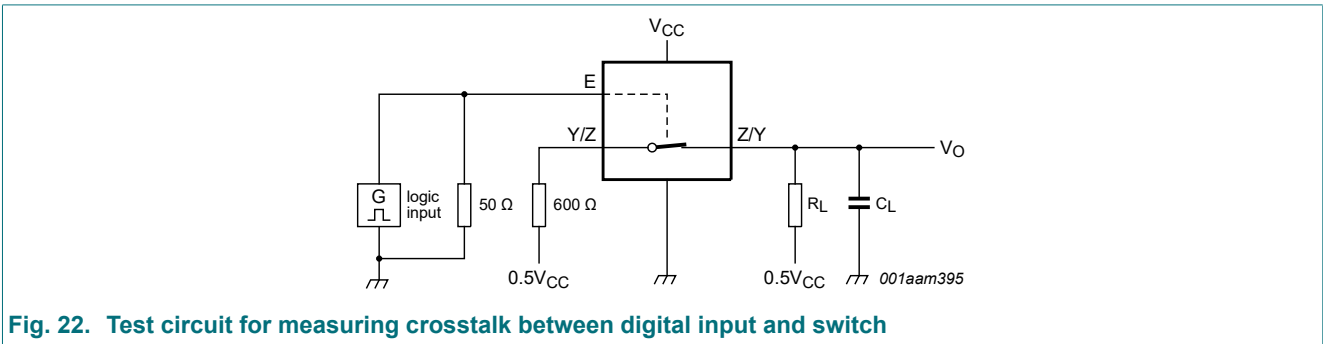 VCC
E
Y/Z
Z/Y
VO
G
logic
input
50 Ω
600 Ω
RL
CL
0.5VCC
0.5VCC
001aam395
Fig. 22. Test circuit for measuring crosstalk between digital input and switch